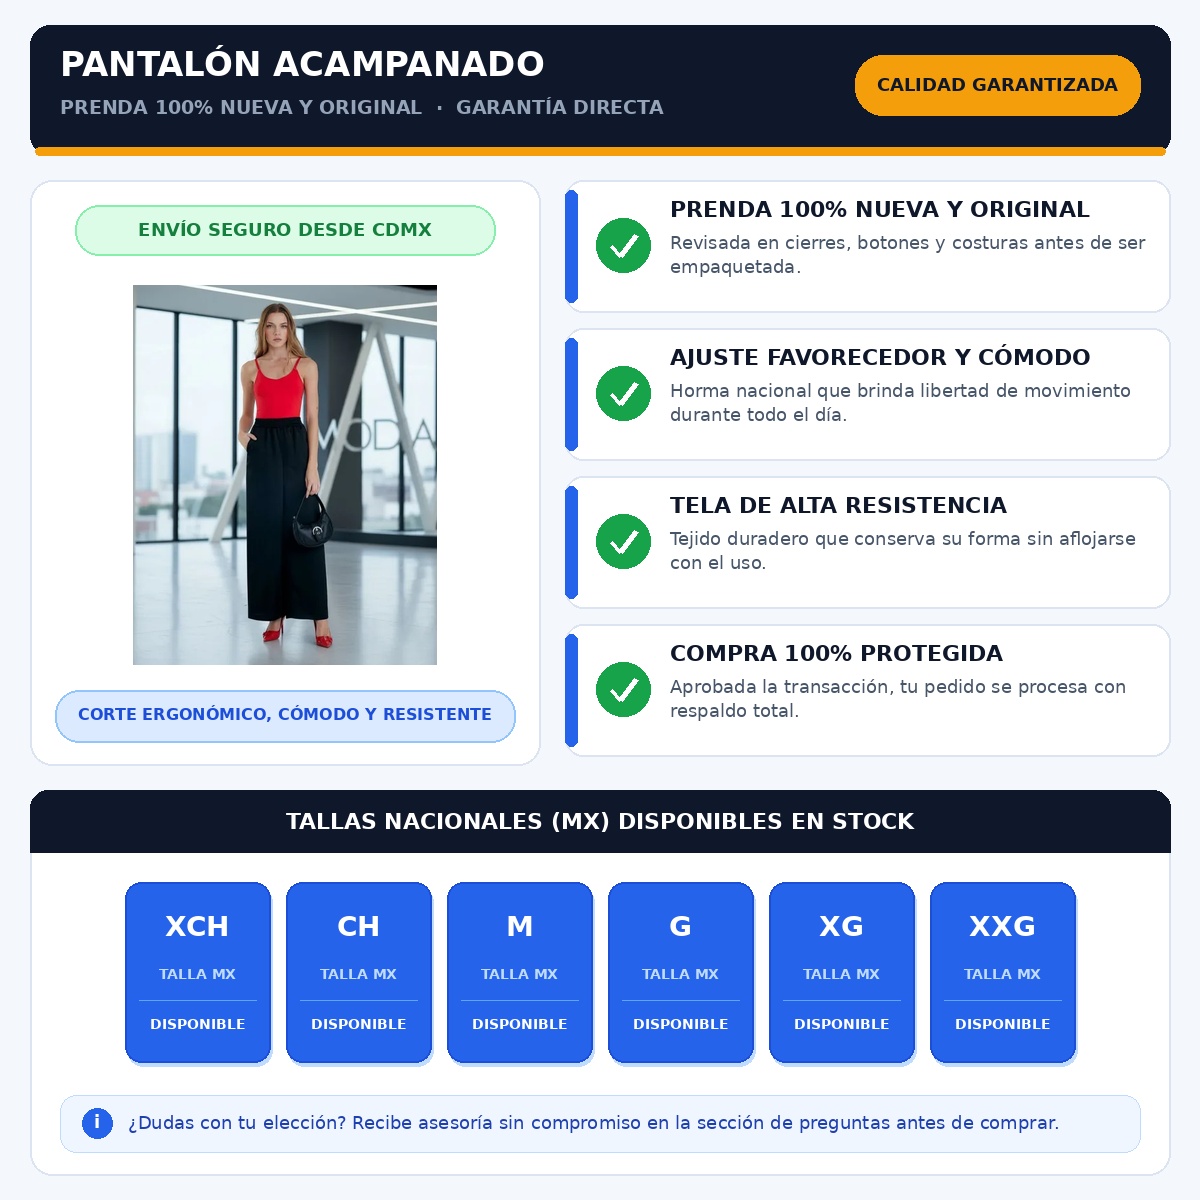 PANTALÓN ACAMPANADO
PRENDA 100% NUEVA Y ORIGINAL · GARANTÍA DIRECTA
CALIDAD GARANTIZADA
ENVÍO SEGURO DESDE CDMX
MODA
CORTE ERGONÓMICO, CÓMODO Y RESISTENTE
PRENDA 100% NUEVA Y ORIGINAL
Revisada en cierres, botones y costuras antes de ser
empaquetada.
AJUSTE FAVORECEDOR Y CÓMODO
Horma nacional que brinda libertad de movimiento
durante todo el día.
TELA DE ALTA RESISTENCIA
Tejido duradero que conserva su forma sin aflojarse
con el uso.
COMPRA 100% PROTEGIDA
Aprobada la transacción, tu pedido se procesa con
respaldo total.
TALLAS NACIONALES (MX) DISPONIBLES EN STOCK
XCH CH M G XG XXG
TALLA MX TALLA MX TALLA MX TALLA MX TALLA MX TALLA MX
DISPONIBLE DISPONIBLE DISPONIBLE DISPONIBLE DISPONIBLE DISPONIBLE
i ¿Dudas con tu elección? Recibe asesoría sin compromiso en la sección de preguntas antes de comprar.